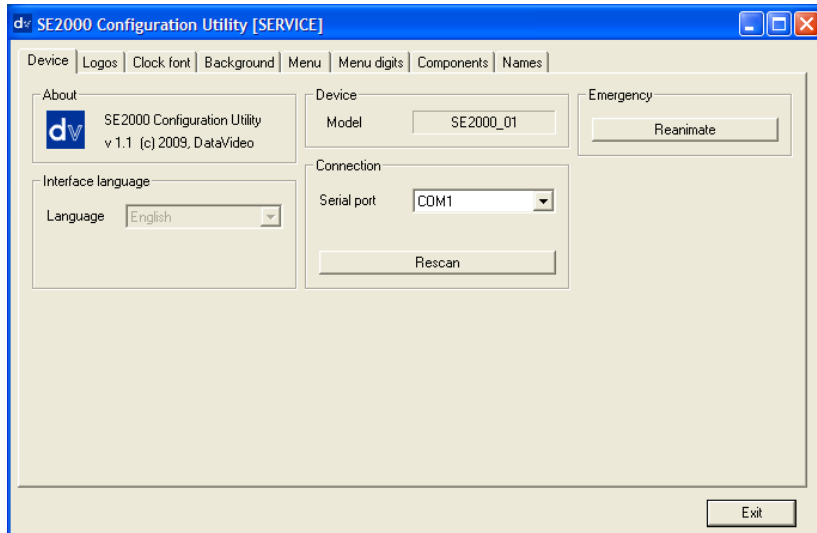 dv SE2000 Configuration Utility [SERVICE]
Device Logos Clock font Background Menu Menu digits Components Names
About
dv
SE2000 Configuration Utility
v 1.1 (c) 2009, DataVideo
Interface language
Language English
Device
Model SE2000_01
Connection
Serial port COM1
Rescan
Emergency
Reanimate
Exit